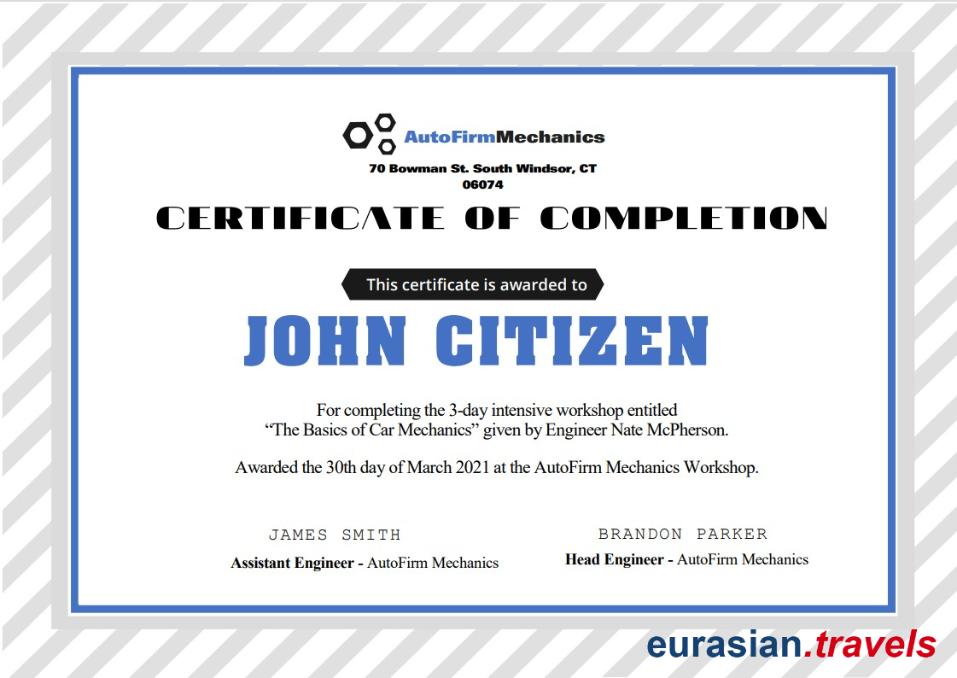 AutoFirmMechanics
70 Bowman St. South Windsor, CT
06074
CERTIFICATE OF COMPLETION
This certificate is awarded to
JOHN CITIZEN
For completing the 3-day intensive workshop entitled
“The Basics of Car Mechanics” given by Engineer Nate McPherson.
Awarded the 30th day of March 2021 at the AutoFirm Mechanics Workshop.
JAMES SMITH
Assistant Engineer - AutoFirm Mechanics
BRANDON PARKER
Head Engineer - AutoFirm Mechanics
eurasian.travels